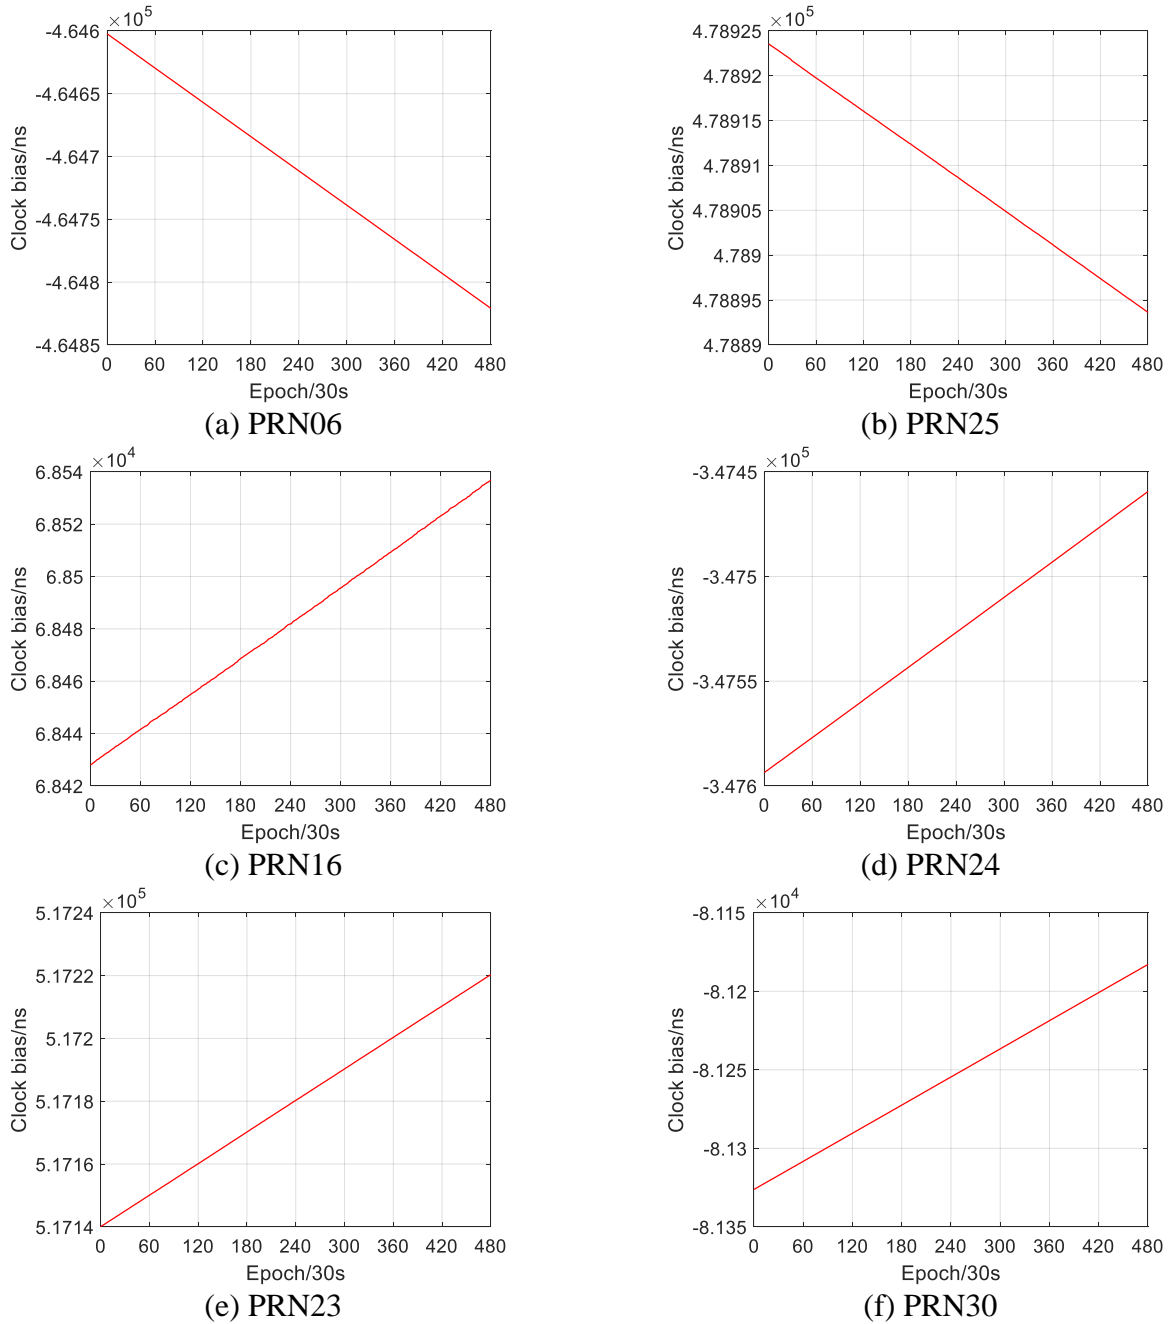 ×10^5
-4.646
-4.6465
-4.647
-4.6475
-4.648
-4.6485
Clock bias/ns
0 60 120 180 240 300 360 420 480
Epoch/30s
(a) PRN06
×10^5
4.78925
4.7892
4.78915
4.7891
4.78905
4.789
4.78895
4.7889
Clock bias/ns
0 60 120 180 240 300 360 420 480
Epoch/30s
(b) PRN25
×10^4
6.854
6.852
6.85
6.848
6.846
6.844
6.842
Clock bias/ns
0 60 120 180 240 300 360 420 480
Epoch/30s
(c) PRN16
×10^5
-3.4745
-3.475
-3.4755
-3.476
Clock bias/ns
0 60 120 180 240 300 360 420 480
Epoch/30s
(d) PRN24
×10^5
5.1724
5.1722
5.172
5.1718
5.1716
5.1714
Clock bias/ns
0 60 120 180 240 300 360 420 480
Epoch/30s
(e) PRN23
×10^4
-8.115
-8.12
-8.125
-8.13
-8.135
Clock bias/ns
0 60 120 180 240 300 360 420 480
Epoch/30s
(f) PRN30